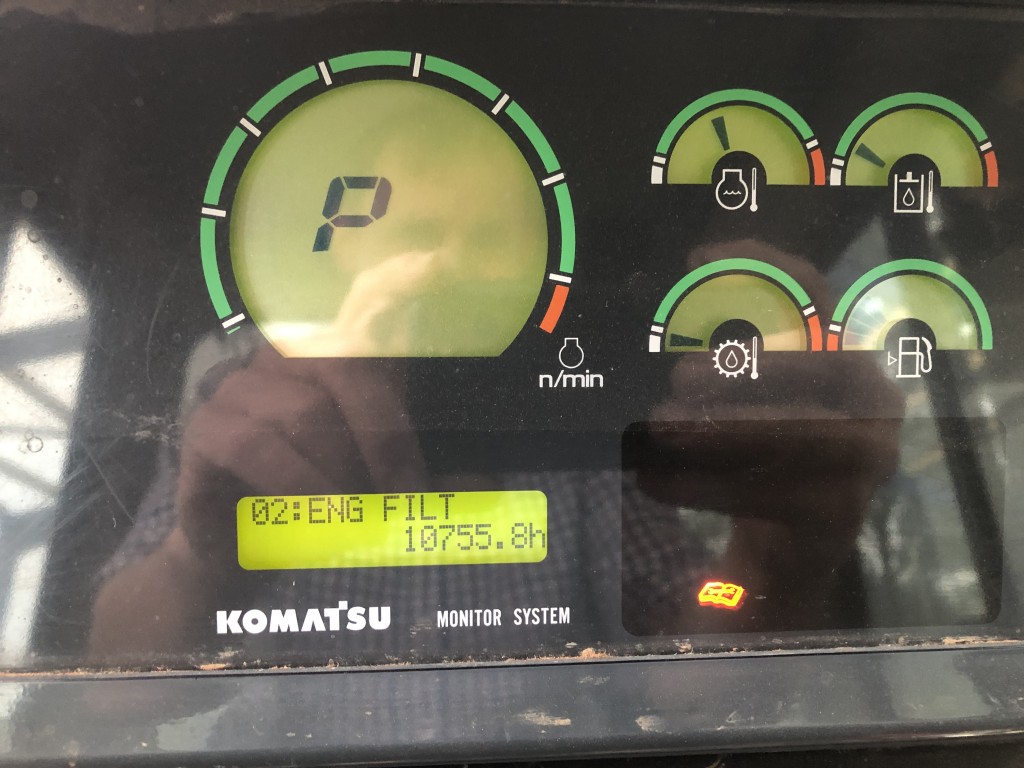 P
n/min
02:ENG FILT
10755.8h
KOMATSU MONITOR SYSTEM